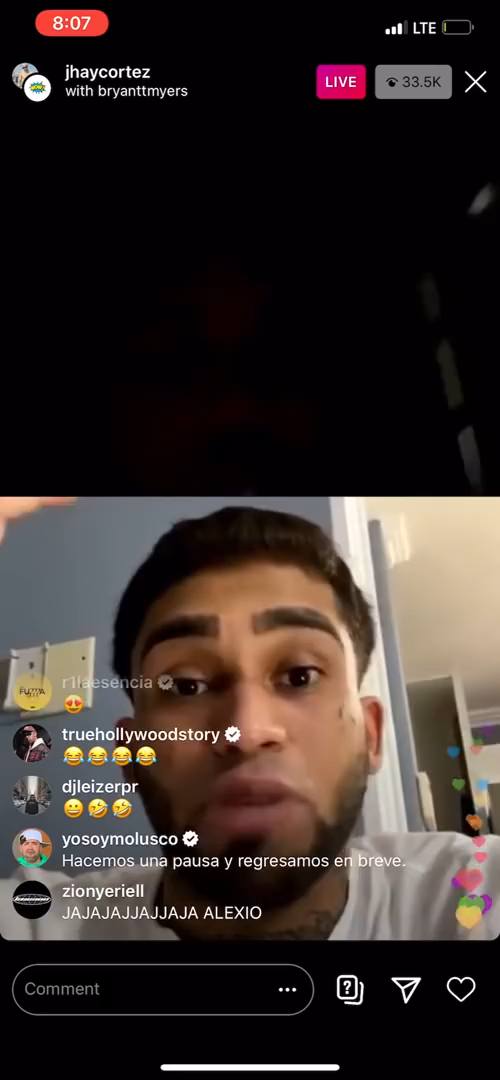 8:07
LTE
jhaycortez
with bryanttmyers
LIVE
33.5K
r1laesencia
😍
truehollywoodstory
😂😂😂😂
djleizerpr
😀🤣🤣
yosoymolusco
Hacemos una pausa y regresamos en breve.
zionyeriell
JAJAJAJJAJJAJA ALEXIO
Comment